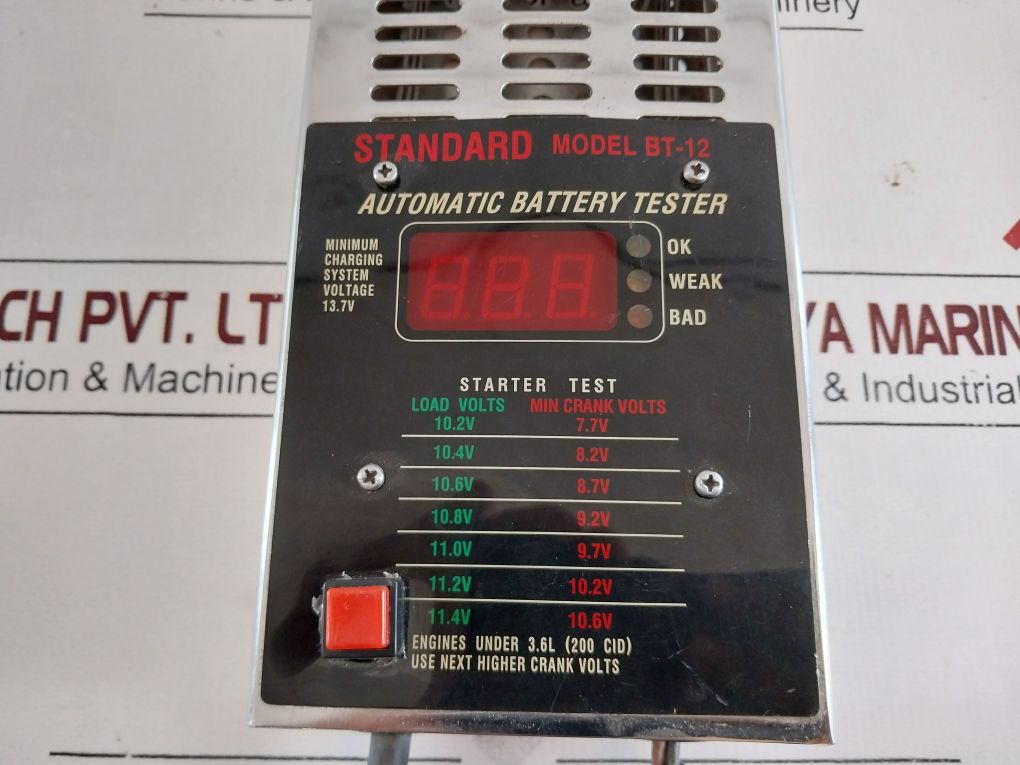 hinery
STANDARD MODEL BT-12
AUTOMATIC BATTERY TESTER
MINIMUM
CHARGING
SYSTEM
VOLTAGE
13.7V
OK
WEAK
BAD
CH PVT. LT
YA MARIN
tion & Machine
& Industrial
STARTER TEST
LOAD VOLTS MIN CRANK VOLTS
10.2V 7.7V
10.4V 8.2V
10.6V 8.7V
10.8V 9.2V
11.0V 9.7V
11.2V 10.2V
11.4V 10.6V
ENGINES UNDER 3.6L (200 CID)
USE NEXT HIGHER CRANK VOLTS